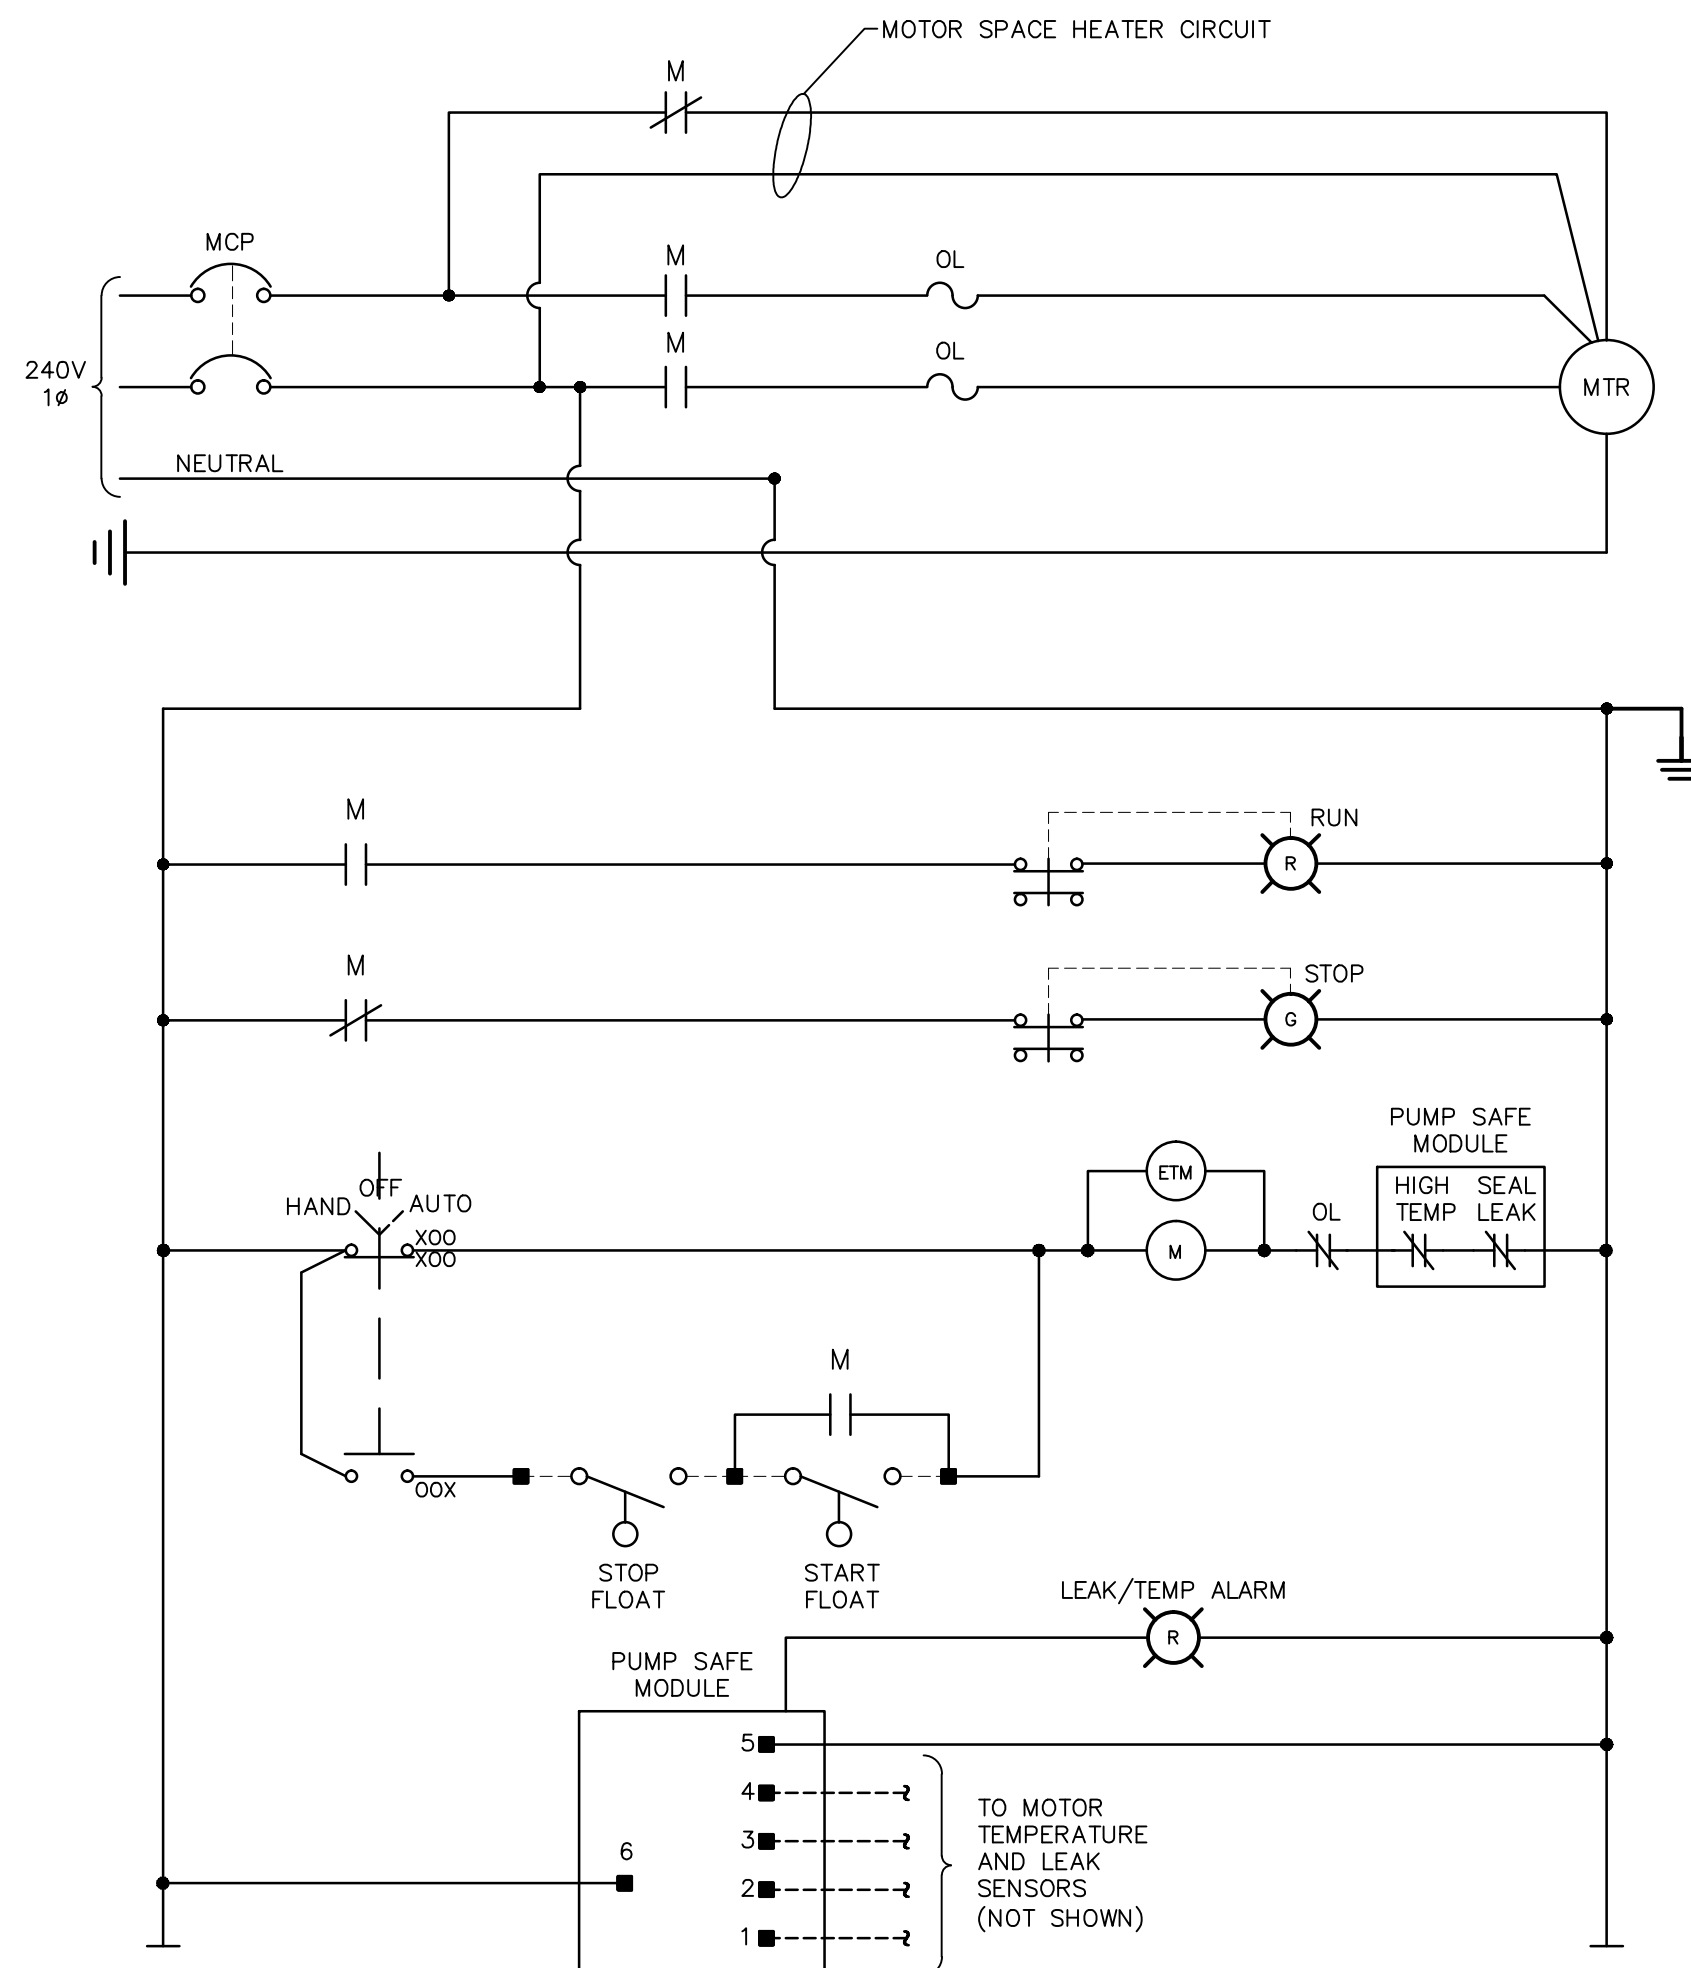 MOTOR SPACE HEATER CIRCUIT
M
MCP
M
OL
M
OL
240V
1ø
MTR
NEUTRAL
M
RUN
R
M
STOP
G
PUMP SAFE
MODULE
ETM
HIGH SEAL
TEMP LEAK
OFF
HAND AUTO
OL
XOO
XOO
M
M
OOX
STOP
FLOAT
START
FLOAT
LEAK/TEMP ALARM
R
PUMP SAFE
MODULE
5
4
3
6
2
1
TO MOTOR
TEMPERATURE
AND LEAK
SENSORS
(NOT SHOWN)